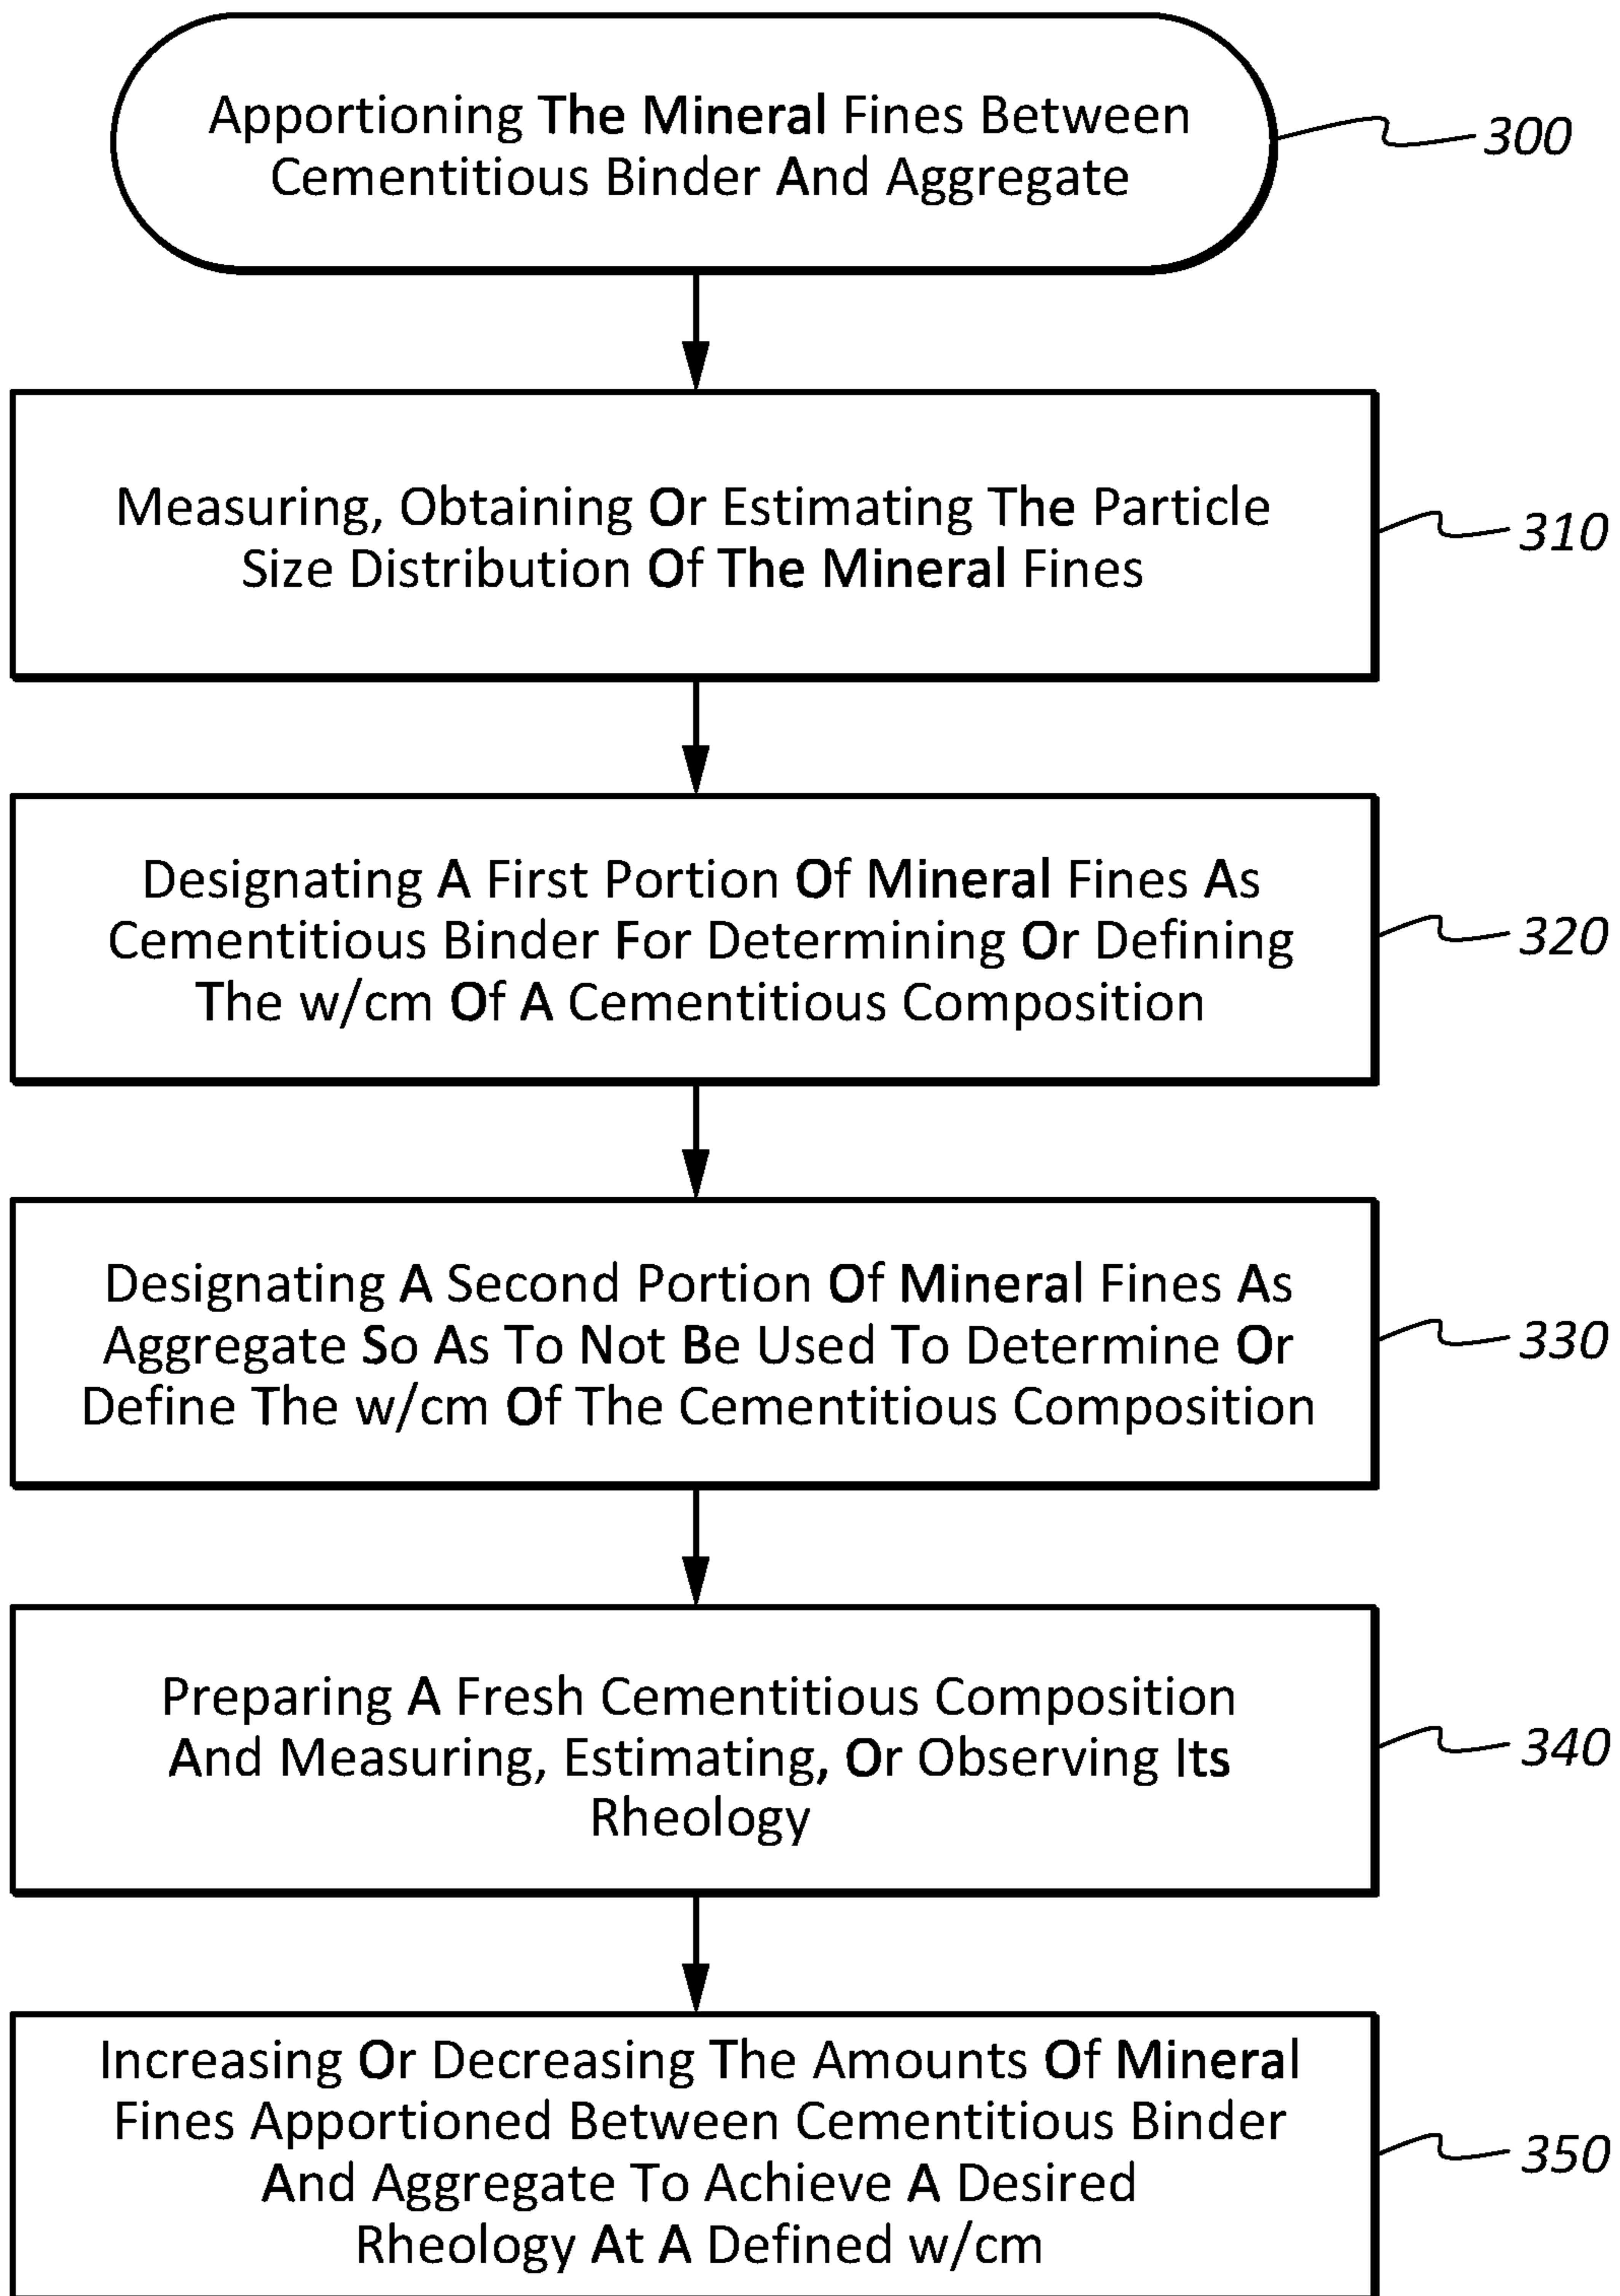 Apportioning The Mineral Fines Between
Cementitious Binder And Aggregate
300
Measuring, Obtaining Or Estimating The Particle
Size Distribution Of The Mineral Fines
310
Designating A First Portion Of Mineral Fines As
Cementitious Binder For Determining Or Defining
The w/cm Of A Cementitious Composition
320
Designating A Second Portion Of Mineral Fines As
Aggregate So As To Not Be Used To Determine Or
Define The w/cm Of The Cementitious Composition
330
Preparing A Fresh Cementitious Composition
And Measuring, Estimating, Or Observing Its
Rheology
340
Increasing Or Decreasing The Amounts Of Mineral
Fines Apportioned Between Cementitious Binder
And Aggregate To Achieve A Desired
Rheology At A Defined w/cm
350